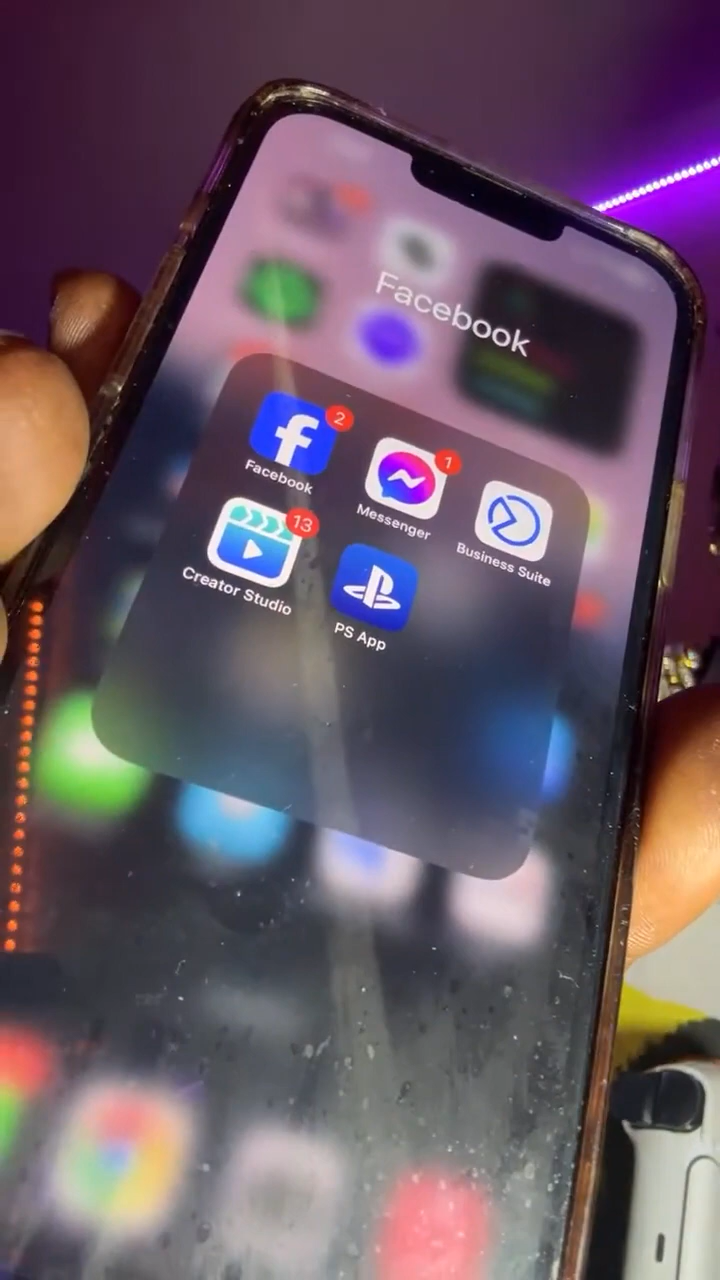 Facebook
2
1
Facebook
Messenger
Business Suite
13
Creator Studio
PS App